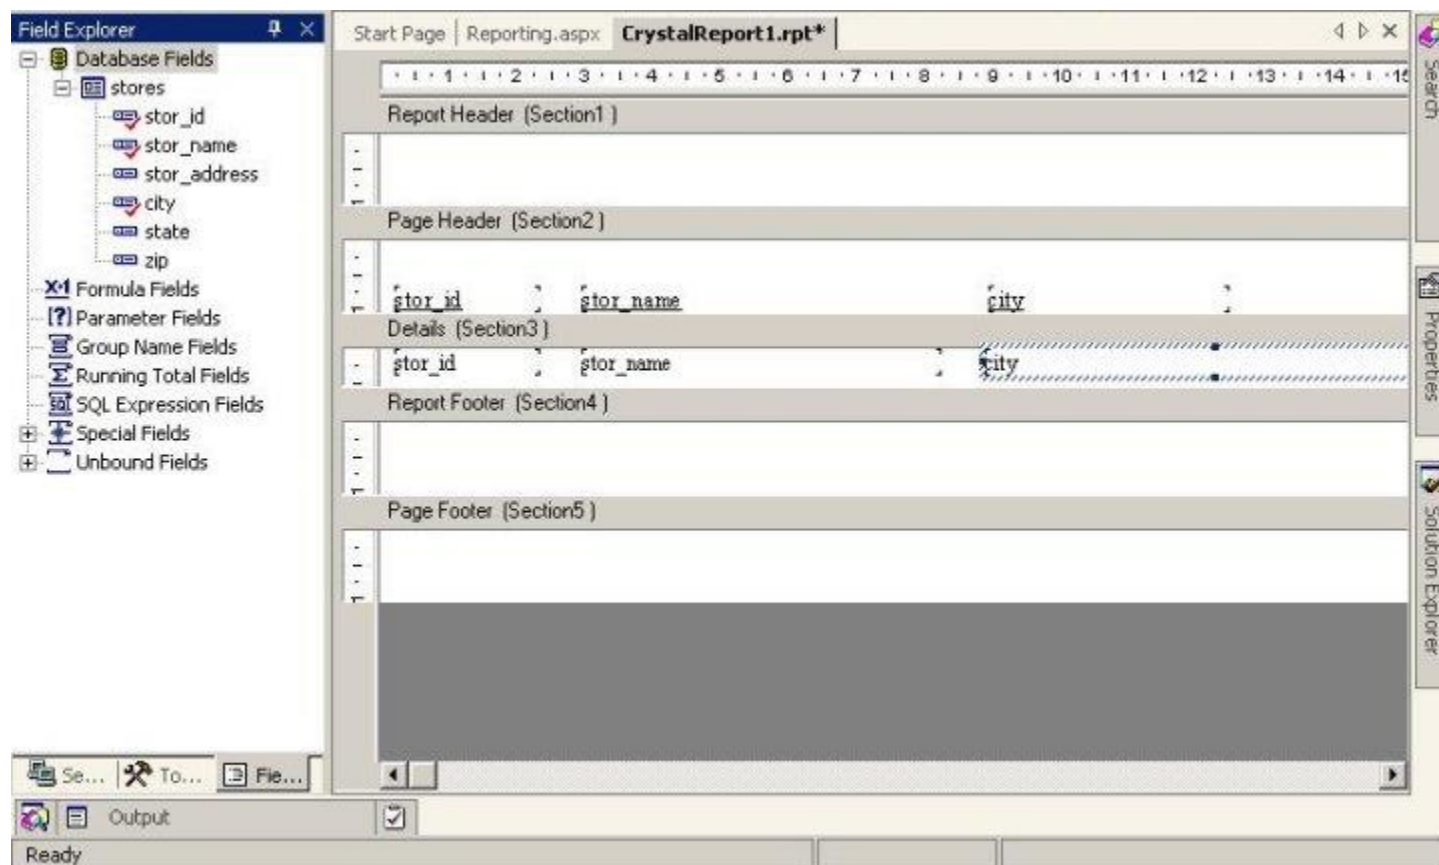 Field Explorer
Database Fields
stores
stor_id
stor_name
stor_address
city
state
zip
Formula Fields
Parameter Fields
Group Name Fields
Running Total Fields
SQL Expression Fields
Special Fields
Unbound Fields
Se... To... Fie...
Start Page Reporting.aspx CrystalReport1.rpt*
1 2 3 4 5 6 7 8 9 10 11 12 13 14 15
Report Header (Section1 )
Page Header (Section2 )
stor_id stor_name city
Details (Section3 )
stor_id stor_name city
Report Footer (Section4 )
Page Footer (Section5 )
Search
Properties
Solution Explorer
Output
Ready